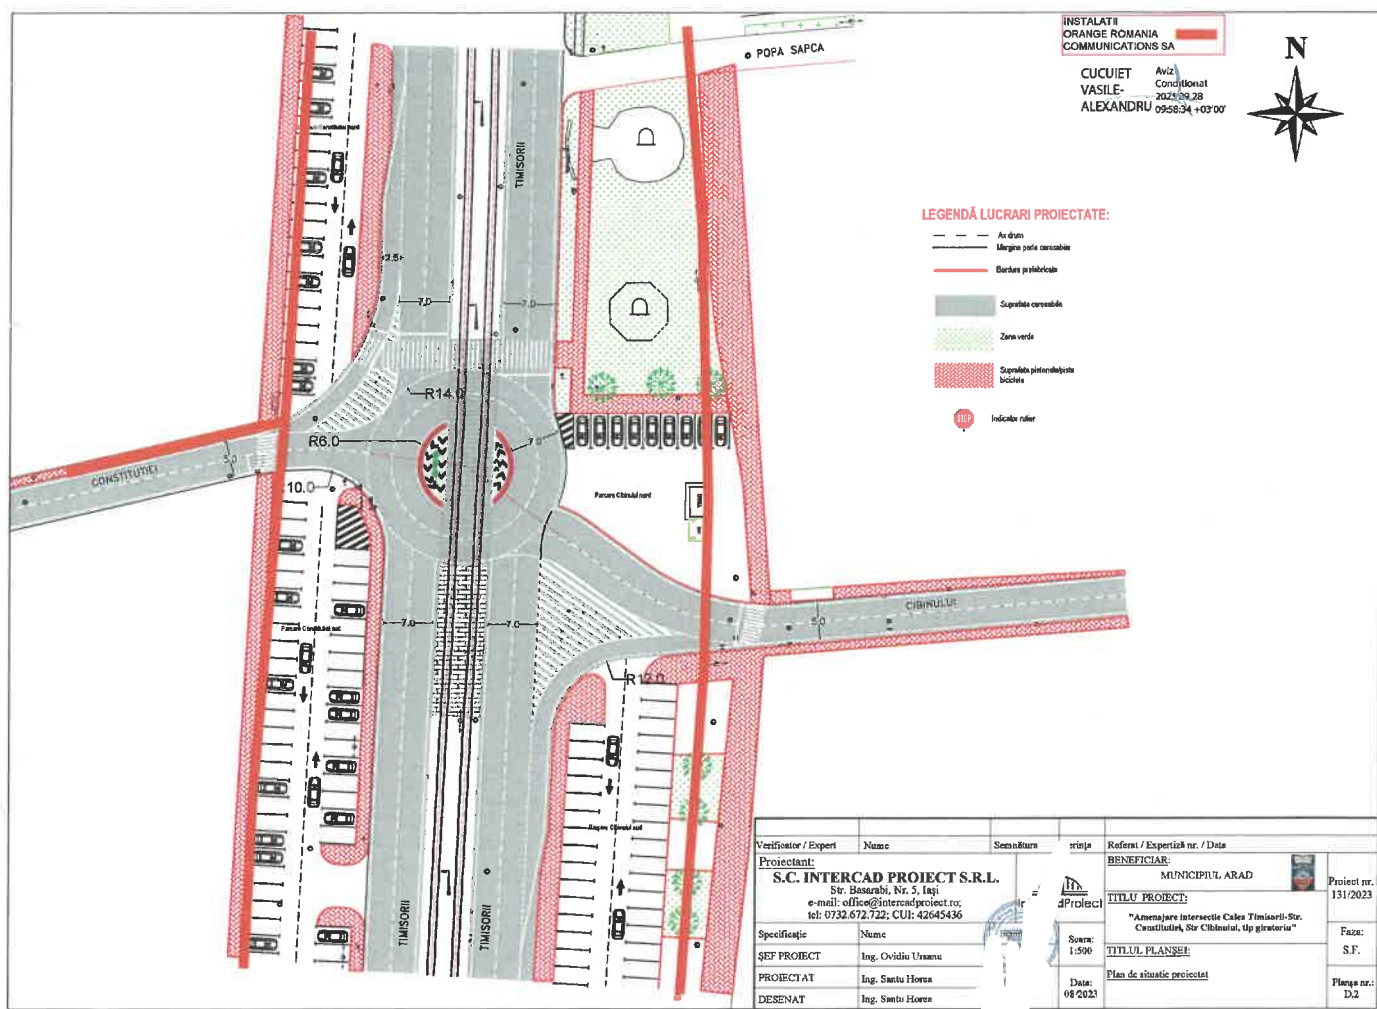 INSTALATII
ORANGE ROMANIA
COMMUNICATIONS SA
CUCUIET
VASILE-
ALEXANDRU
Aviz
Conditionat
2023.09.28
09:58:34 +03'00'
N
POPA SAPCA
TIMISORII
LEGENDĂ LUCRARI PROIECTATE:
Ax drum
Margine parte carosabila
Bordura prefabricata
Suprafata carosabila
Zona verde
Suprafata pietonala/pista
biciclete
STOP
Indicator rutier
3.5
7.0
7.0
R14.0
R6.0
7.0
CONSTITUTIEI
5.0
10.0
Parcare Cibinului nord
CIBINULUI
5.0
7.0
7.0
Parcare Constitutiei sud
R12.0
TIMISORII
TIMISORII
Verificator / Expert
Nume
Semnătura
Referat / Expertiză nr. / Data
Proiectant:
S.C. INTERCAD PROIECT S.R.L.
Str. Basarabi, Nr. 5, Iaşi
e-mail: office@intercadproiect.ro;
tel: 0732.672.722; CUI: 42645436
dProiect
BENEFICIAR:
MUNICIPIUL ARAD
Proiect nr.:
131/2023
TITLU PROIECT:
"Amenajare intersectie Calea Timisorii-Str.
Constitutiei, Str Cibinului, tip giratoriu"
Specificaţie
Nume
Scara:
1:500
Faza:
S.F.
ŞEF PROIECT
Ing. Ovidiu Ursanu
TITLUL PLANŞEI:
Plan de situatie proiectat
PROIECTAT
Ing. Santu Horea
Data:
08/2023
Planşa nr.:
D.2
DESENAT
Ing. Santu Horea